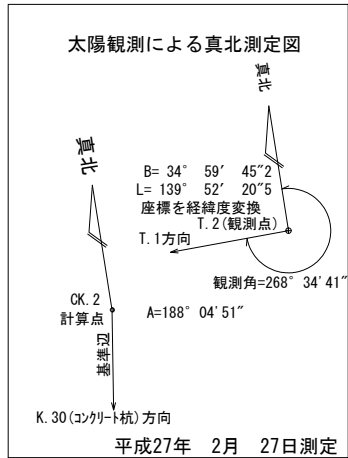 太陽観測による真北測定図
真北
真北
B= 34° 59′ 45″2
L= 139° 52′ 20″5
座標を経緯度変換
T.2(観測点)
T.1方向
観測角=268° 34′41″
CK.2
計算点
A=188° 04′51″
基準辺
K.30(コンクリート杭)方向
平成27年 2月 27日測定